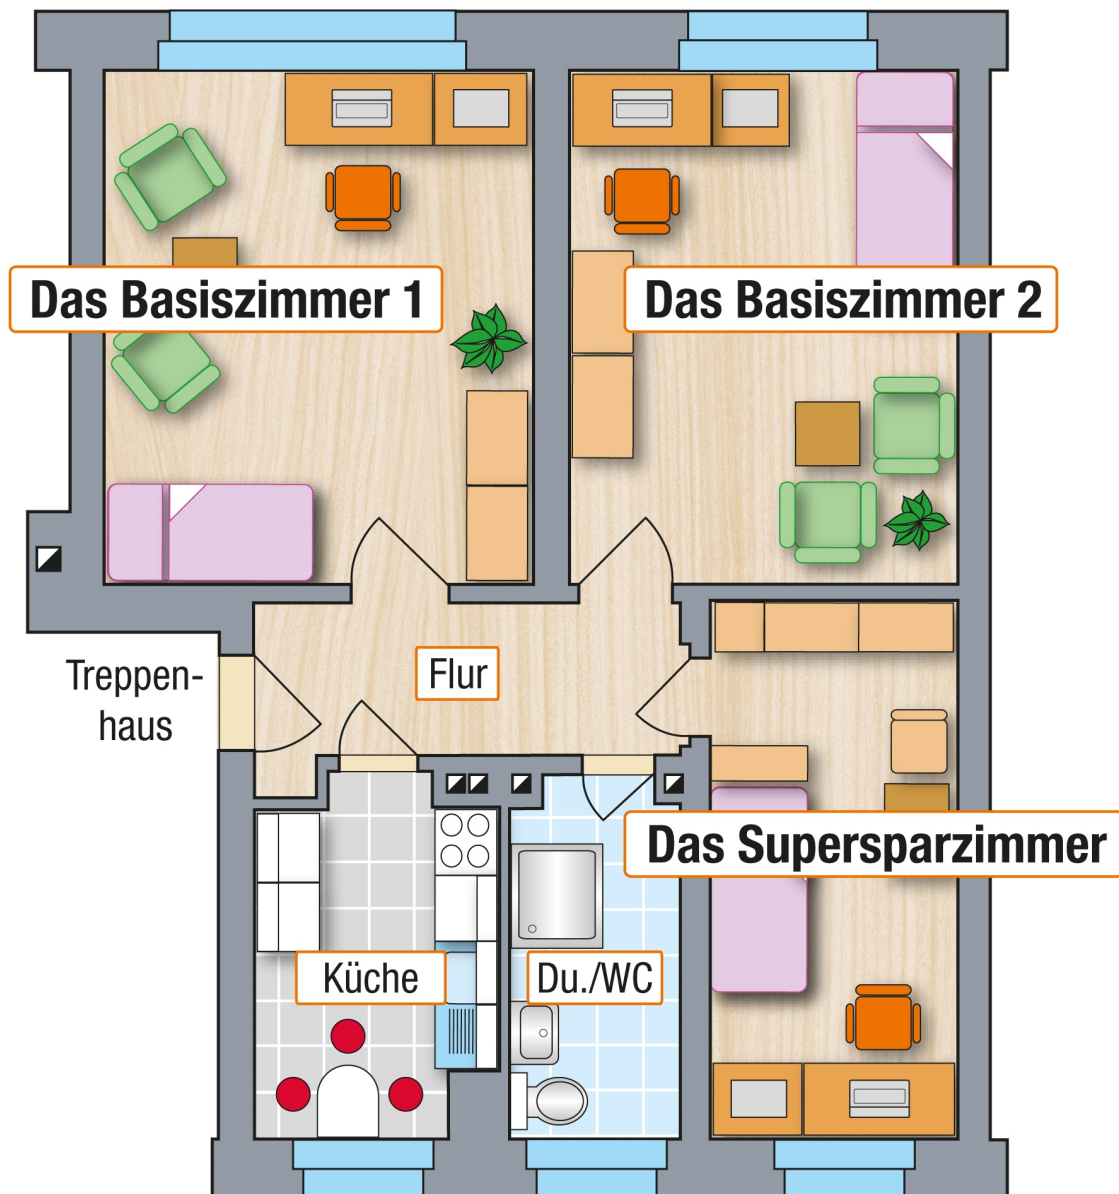 Das Basiszimmer 1
Das Basiszimmer 2
Flur
Treppen-
haus
Das Supersparzimmer
Küche
Du./WC